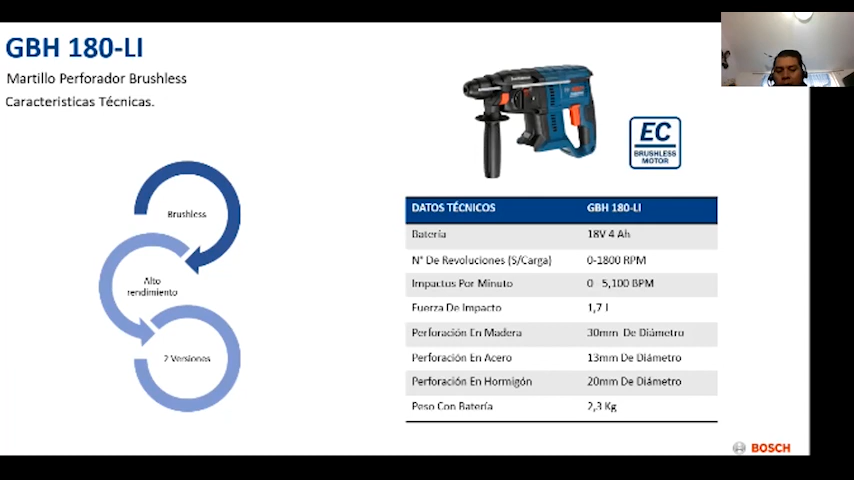 GBH 180-LI
Martillo Perforador Brushless
Caracteristicas Técnicas.
Brushless
Alto
rendimiento
2 Versiones
EC
BRUSHLESS
MOTOR
DATOS TÉCNICOS GBH 180-LI
Batería 18V 4 Ah
N° De Revoluciones (S/Carga) 0-1800 RPM
Impactos Por Minuto 0 5,100 BPM
Fuerza De Impacto 1,7 J
Perforación En Madera 30mm De Diámetro
Perforación En Acero 13mm De Diámetro
Perforación En Hormigón 20mm De Diámetro
Peso Con Batería 2,3 Kg
BOSCH